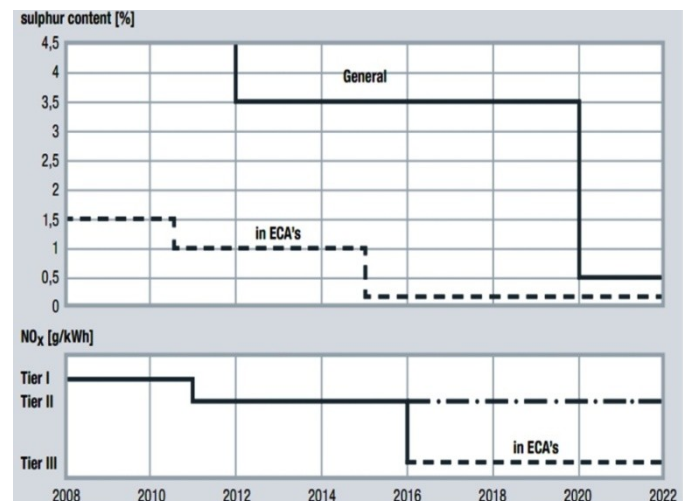 sulphur content [%]
4,5
4
3,5
3
2,5
2
1,5
1
0,5
0
General
in ECA's
NOX [g/kWh]
Tier I
Tier II
Tier III
in ECA's
2008 2010 2012 2014 2016 2018 2020 2022